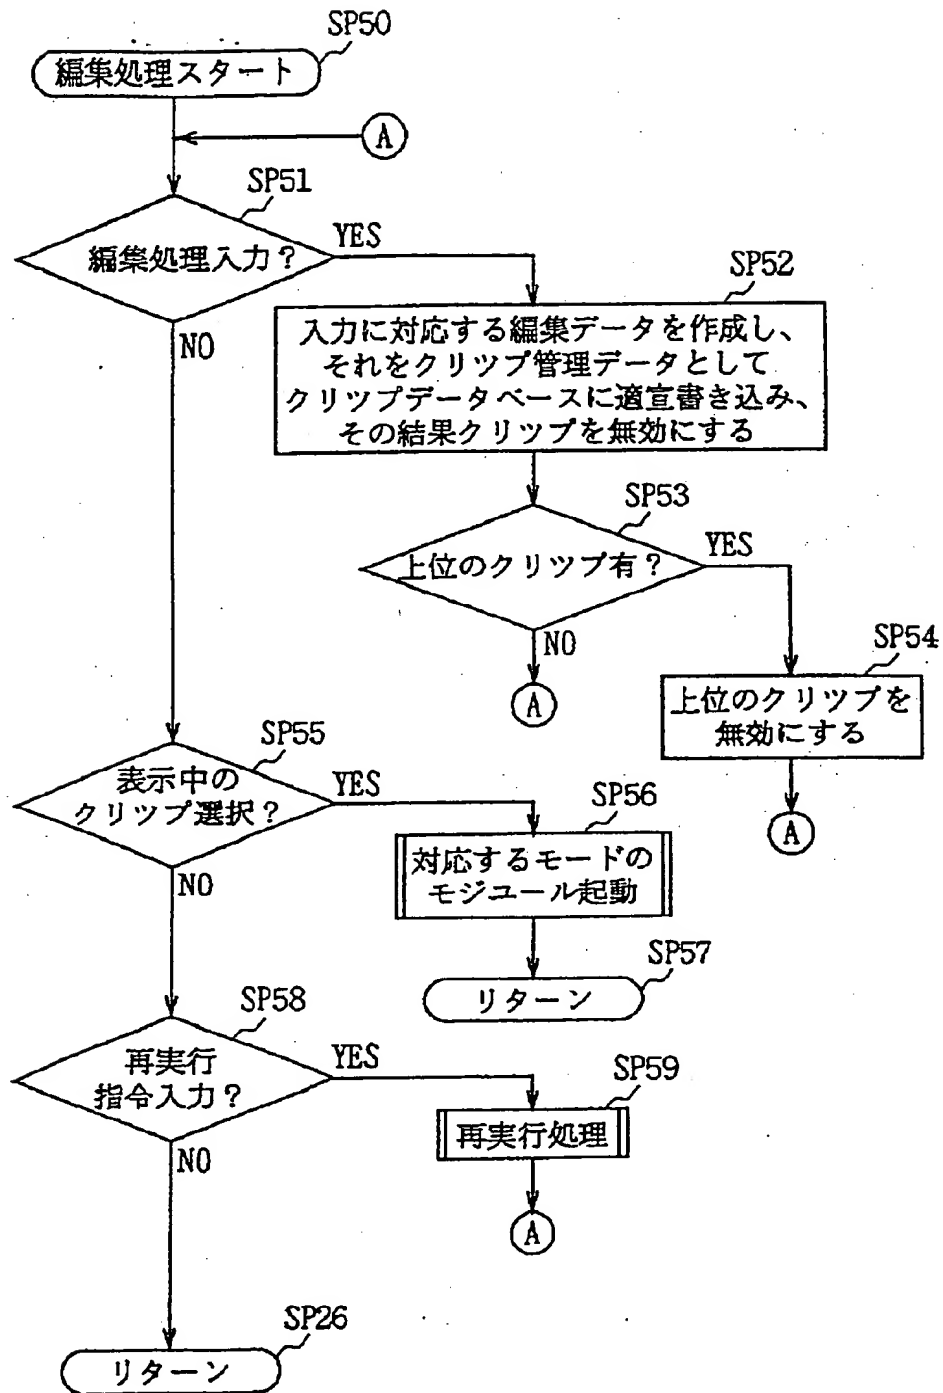 SP50
編集処理スタート
A
SP51
編集処理入力?
YES
NO
SP52
入力に対応する編集データを作成し、
それをクリツプ管理データとして
クリツプデータベースに適宣書き込み、
その結果クリップを無効にする
SP53
上位のクリツプ有?
YES
NO
A
SP54
上位のクリツプを
無効にする
A
SP55
表示中の
クリツプ選択?
YES
NO
SP56
対応するモードの
モジユール起動
SP57
リターン
SP58
再実行
指令入力?
YES
NO
SP59
再実行処理
A
SP26
リターン